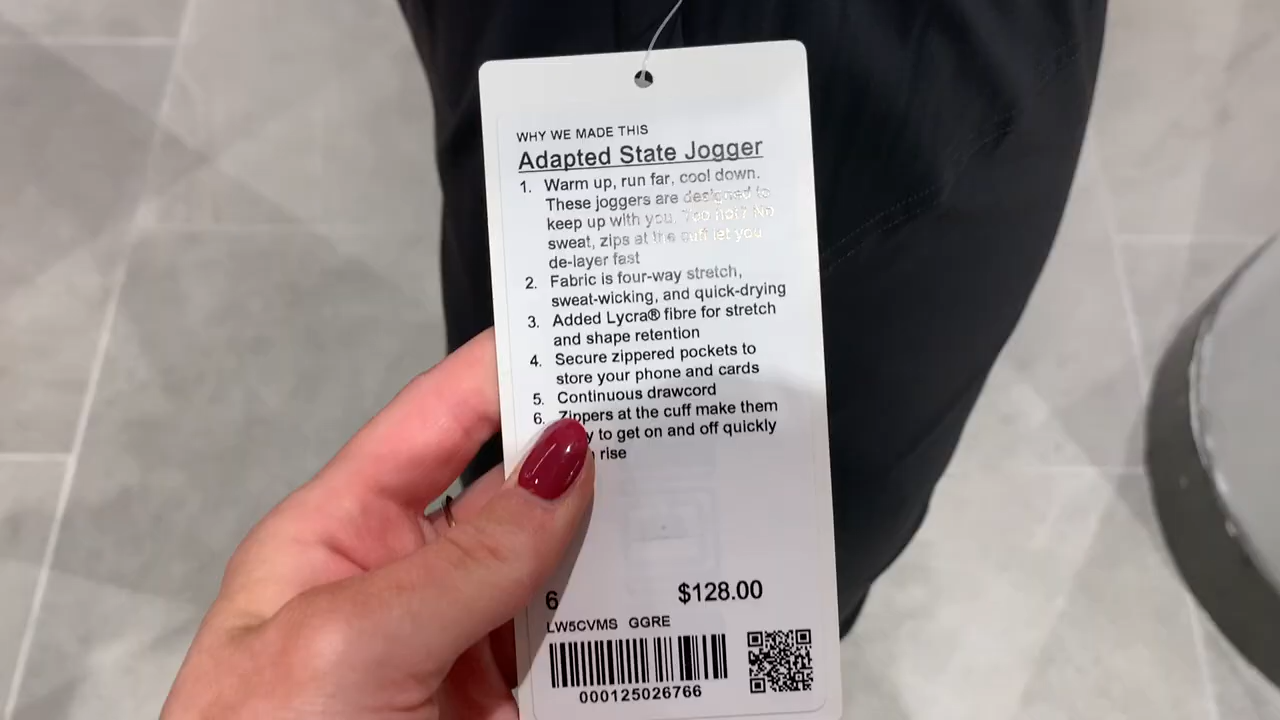 WHY WE MADE THIS
Adapted State Jogger
1. Warm up, run far, cool down.
These joggers are designed to
keep up with you. Too hot? No
sweat, zips at the cuff let you
de-layer fast
2. Fabric is four-way stretch,
sweat-wicking, and quick-drying
3. Added Lycra® fibre for stretch
and shape retention
4. Secure zippered pockets to
store your phone and cards
5. Continuous drawcord
6. Zippers at the cuff make them
to get on and off quickly
rise
6 $128.00
LW5CVMS GGRE
000125026766